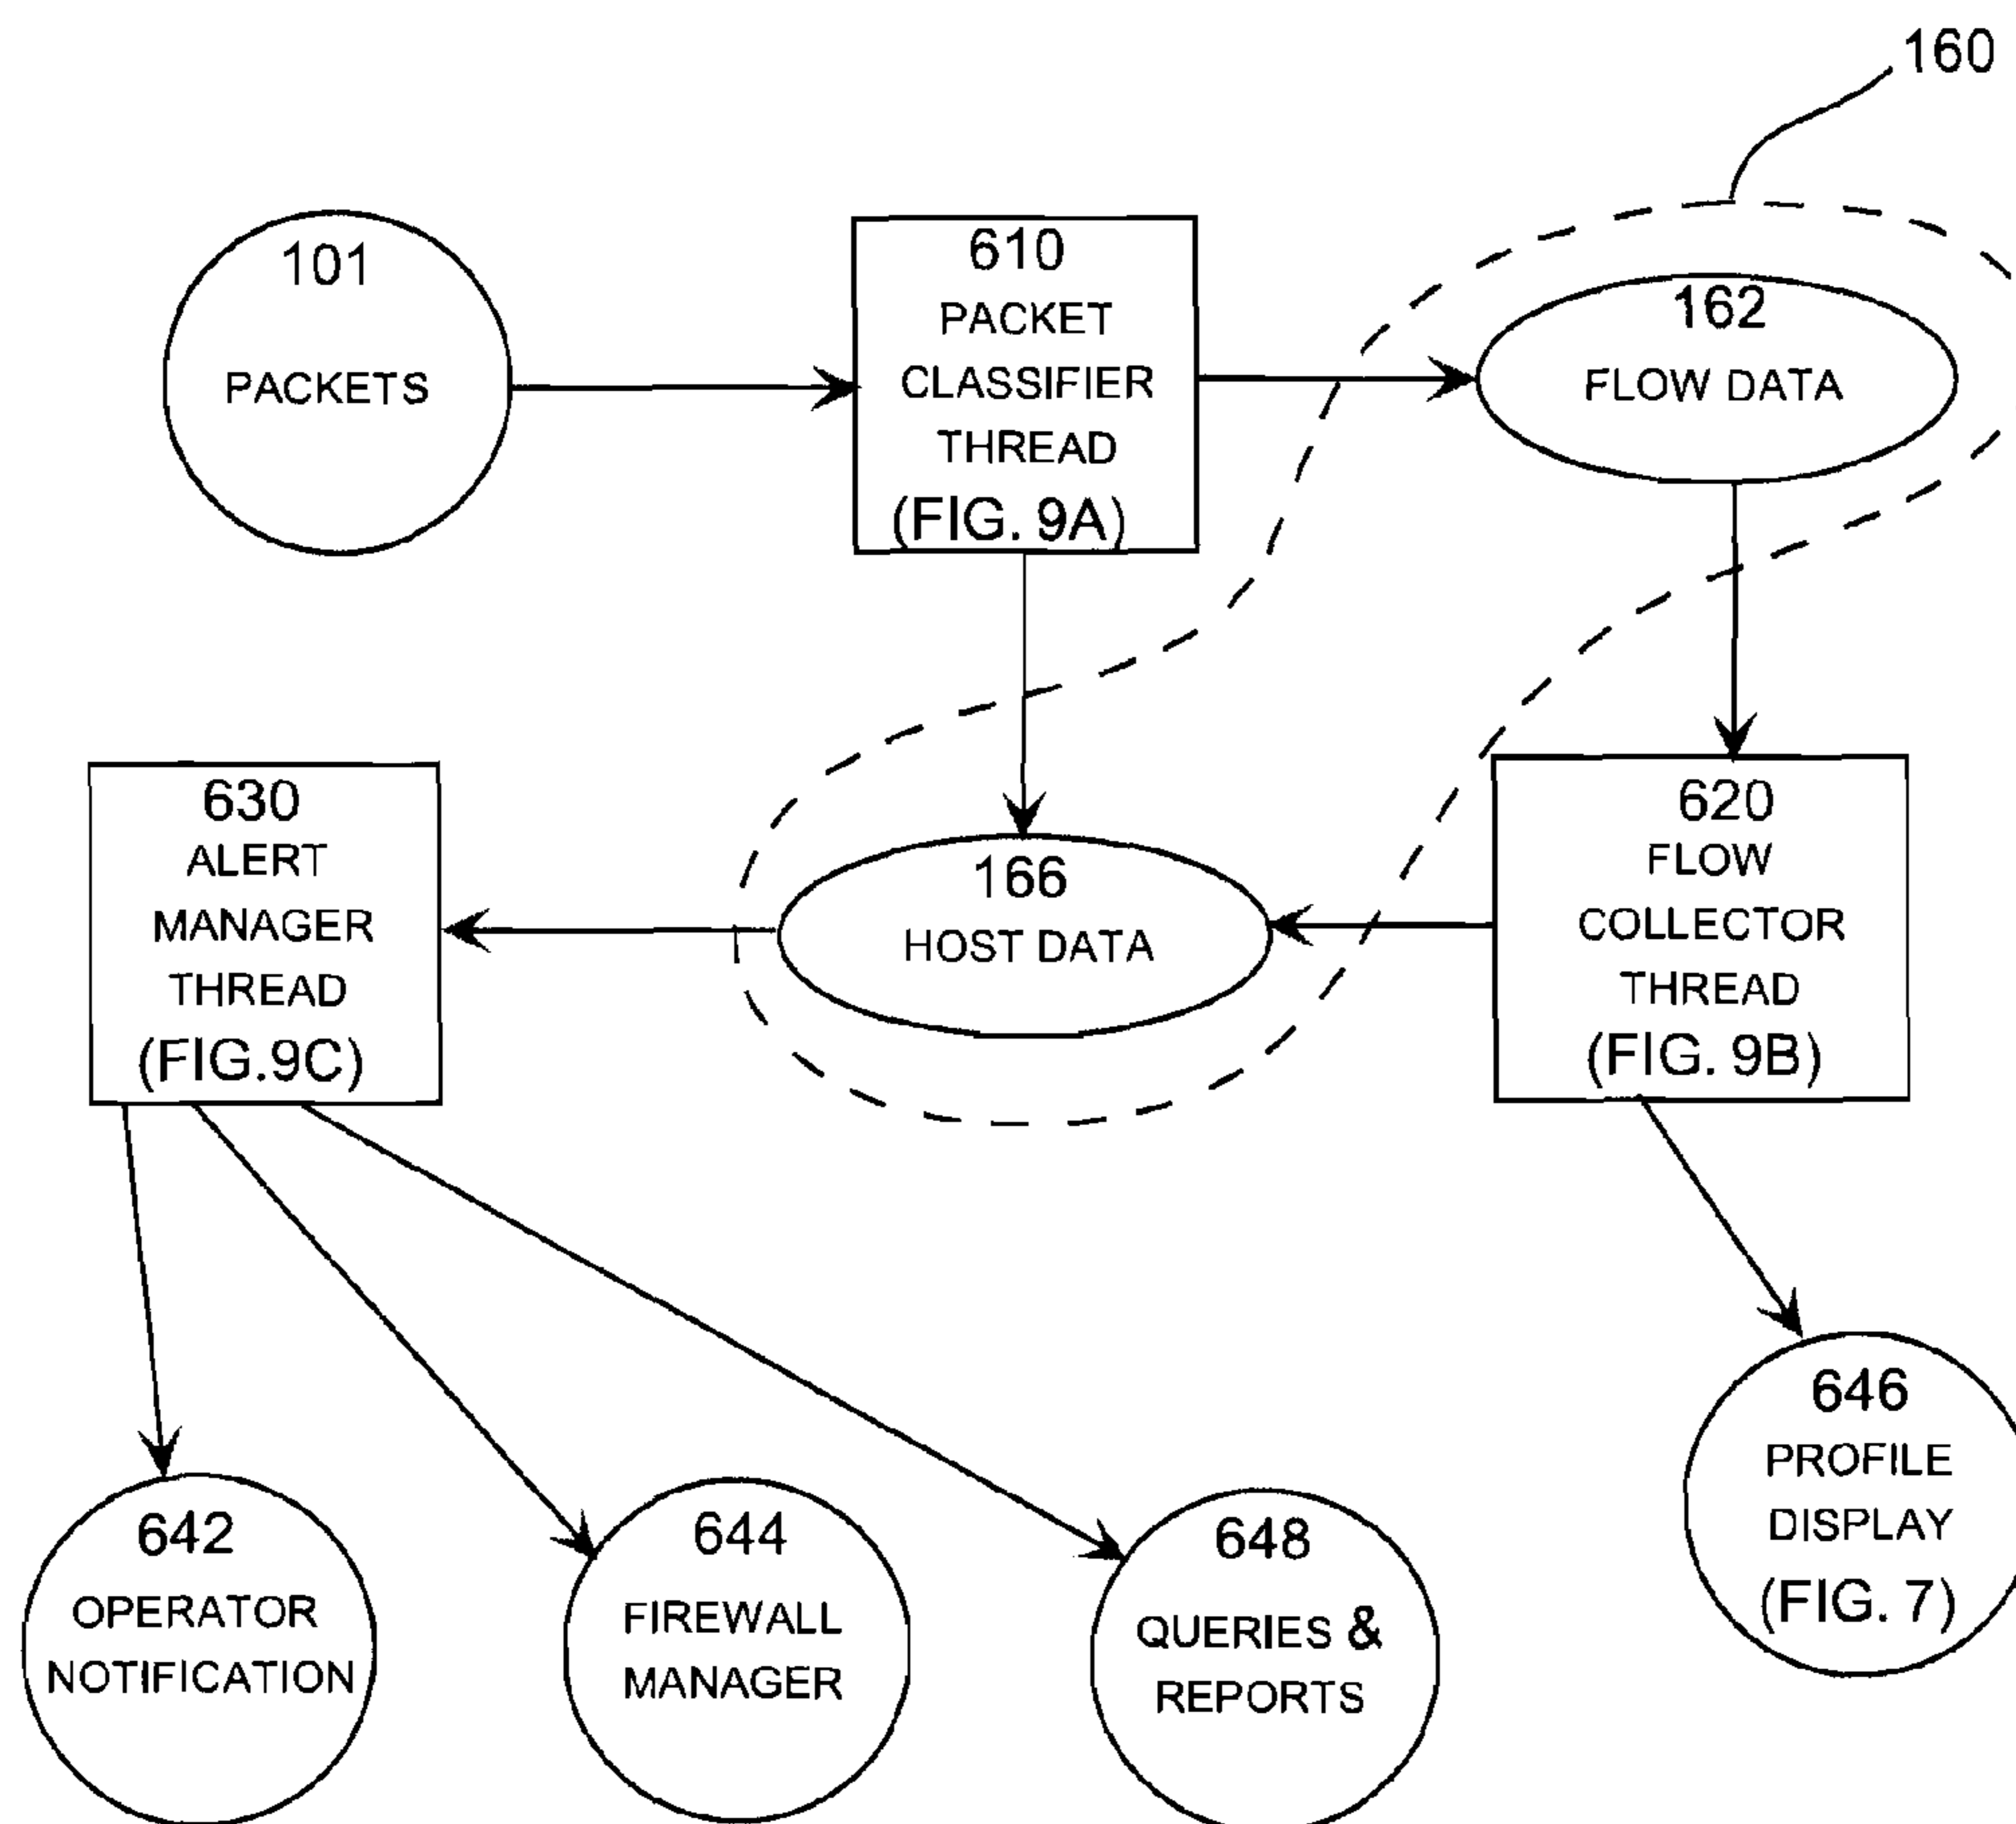 160
101
PACKETS
610
PACKET
CLASSIFIER
THREAD
(FIG. 9A)
162
FLOW DATA
630
ALERT
MANAGER
THREAD
(FIG.9C)
166
HOST DATA
620
FLOW
COLLECTOR
THREAD
(FIG. 9B)
642
OPERATOR
NOTIFICATION
644
FIREWALL
MANAGER
648
QUERIES &
REPORTS
646
PROFILE
DISPLAY
(FIG. 7)